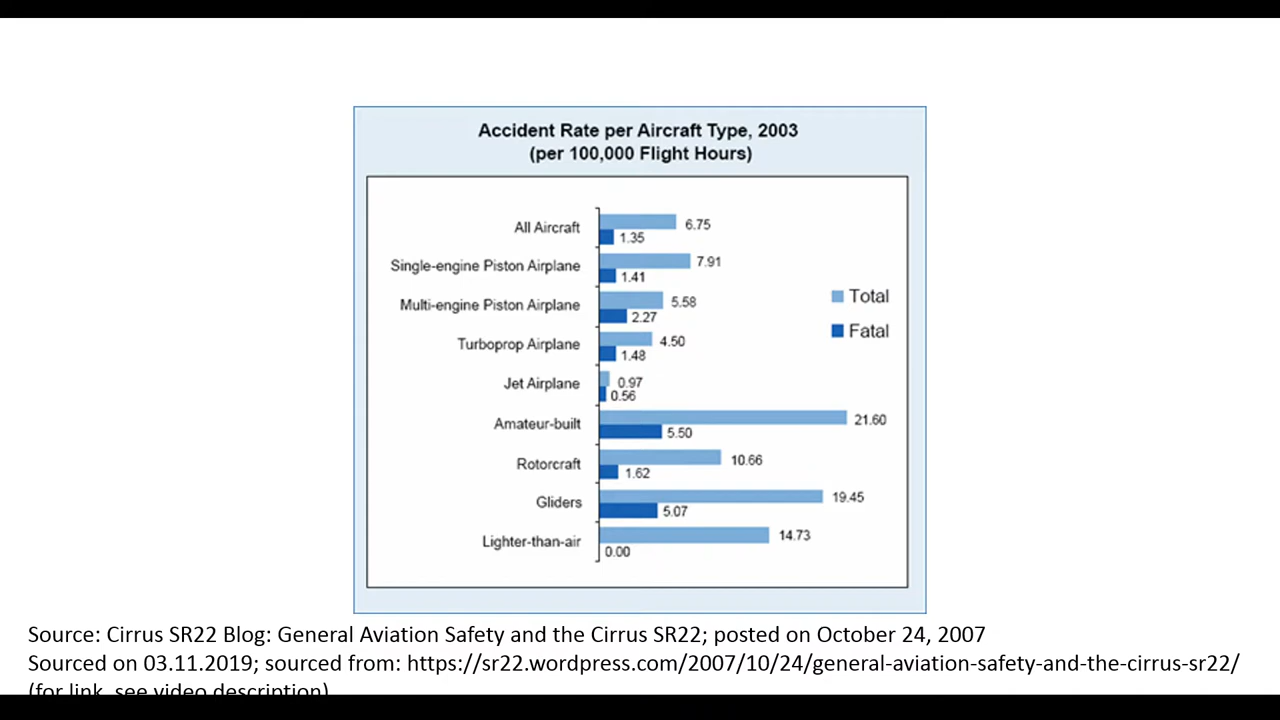 Accident Rate per Aircraft Type, 2003
(per 100,000 Flight Hours)
All Aircraft 6.75
1.35
Single-engine Piston Airplane 7.91
1.41
Multi-engine Piston Airplane 5.58
2.27
Turboprop Airplane 4.50
1.48
Jet Airplane 0.97
0.56
Amateur-built 21.60
5.50
Rotorcraft 10.66
1.62
Gliders 19.45
5.07
Lighter-than-air 14.73
0.00
Total
Fatal
Source: Cirrus SR22 Blog: General Aviation Safety and the Cirrus SR22; posted on October 24, 2007
Sourced on 03.11.2019; sourced from: https://sr22.wordpress.com/2007/10/24/general-aviation-safety-and-the-cirrus-sr22/
(for link, see video description)